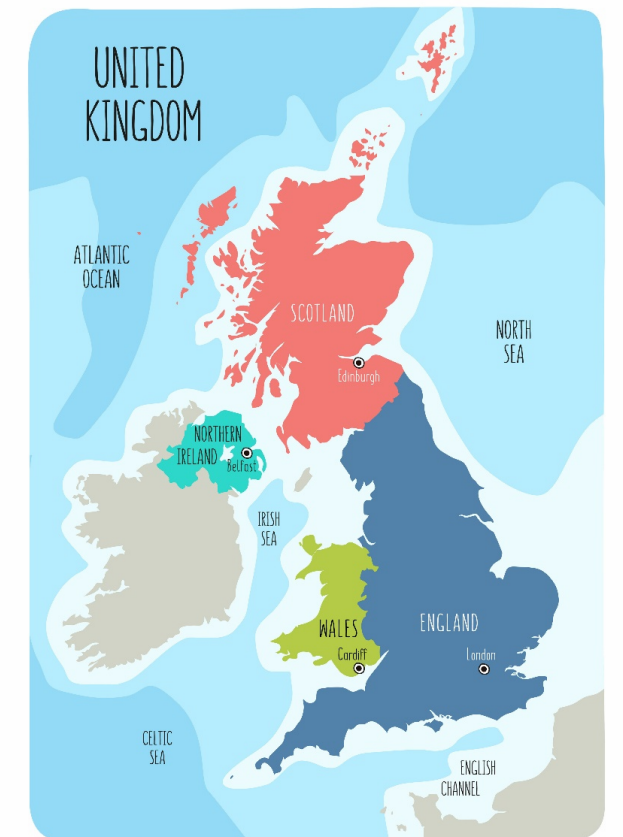 UNITED
KINGDOM
ATLANTIC
OCEAN
SCOTLAND
NORTH
SEA
Edinburgh
NORTHERN
IRELAND
Belfast
IRISH
SEA
WALES
ENGLAND
Cardiff
London
CELTIC
SEA
ENGLISH
CHANNEL